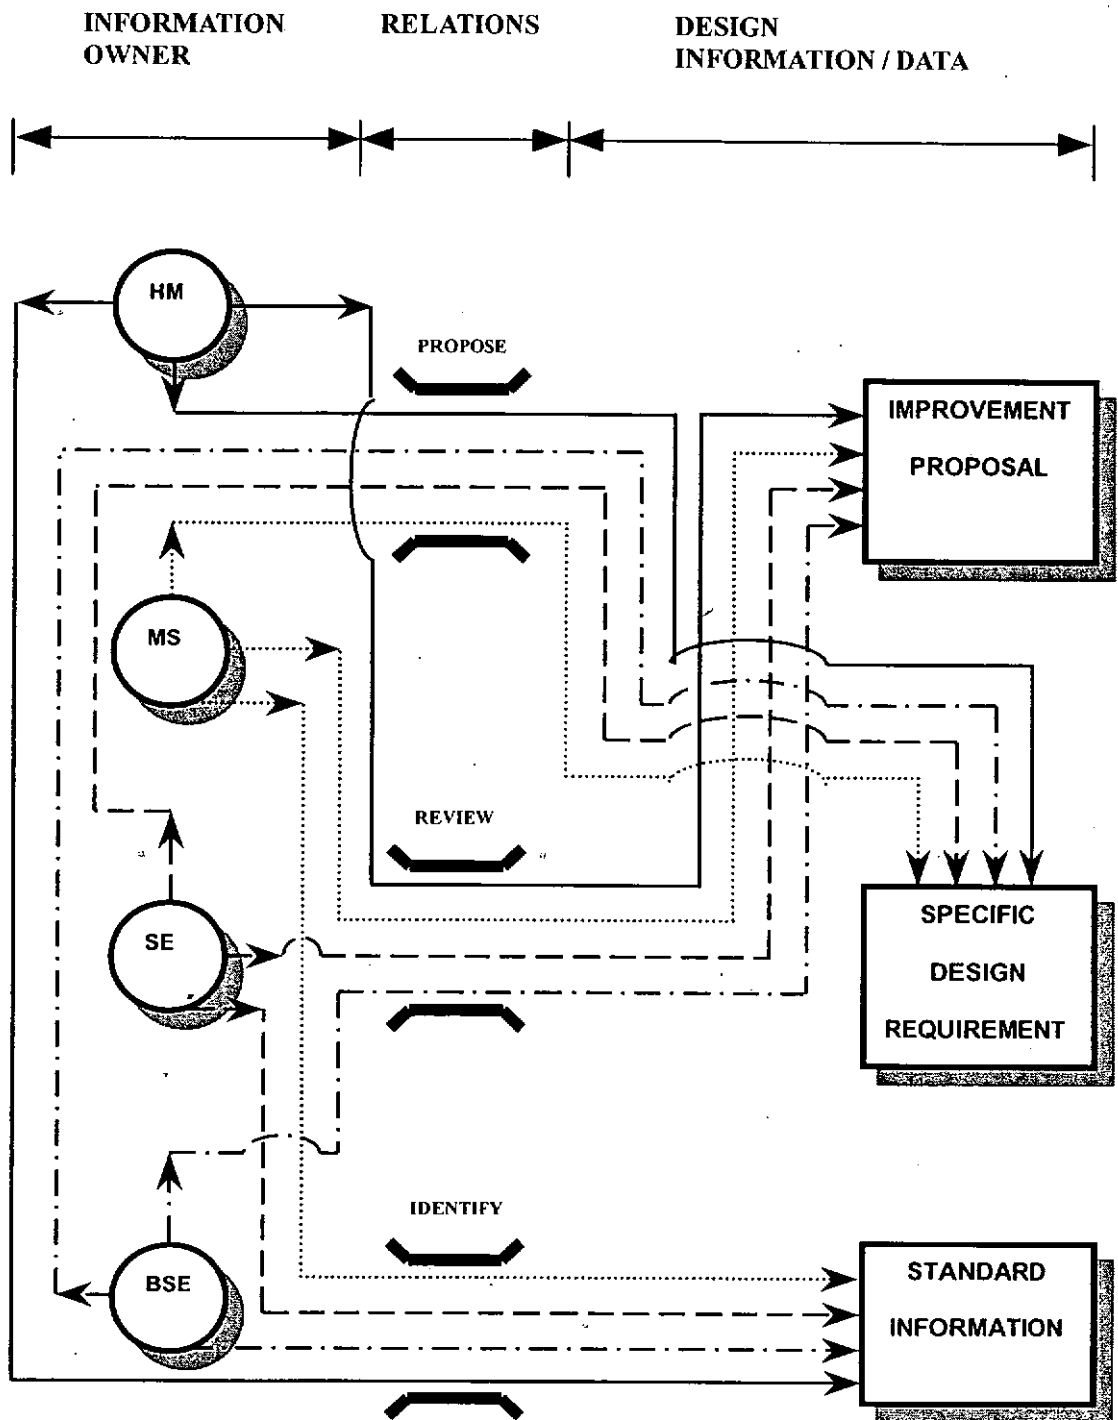 INFORMATION OWNER
RELATIONS
DESIGN
INFORMATION / DATA
HM
PROPOSE
IMPROVEMENT
PROPOSAL
MS
REVIEW
SE
SPECIFIC
DESIGN
REQUIREMENT
IDENTIFY
BSE
STANDARD
INFORMATION